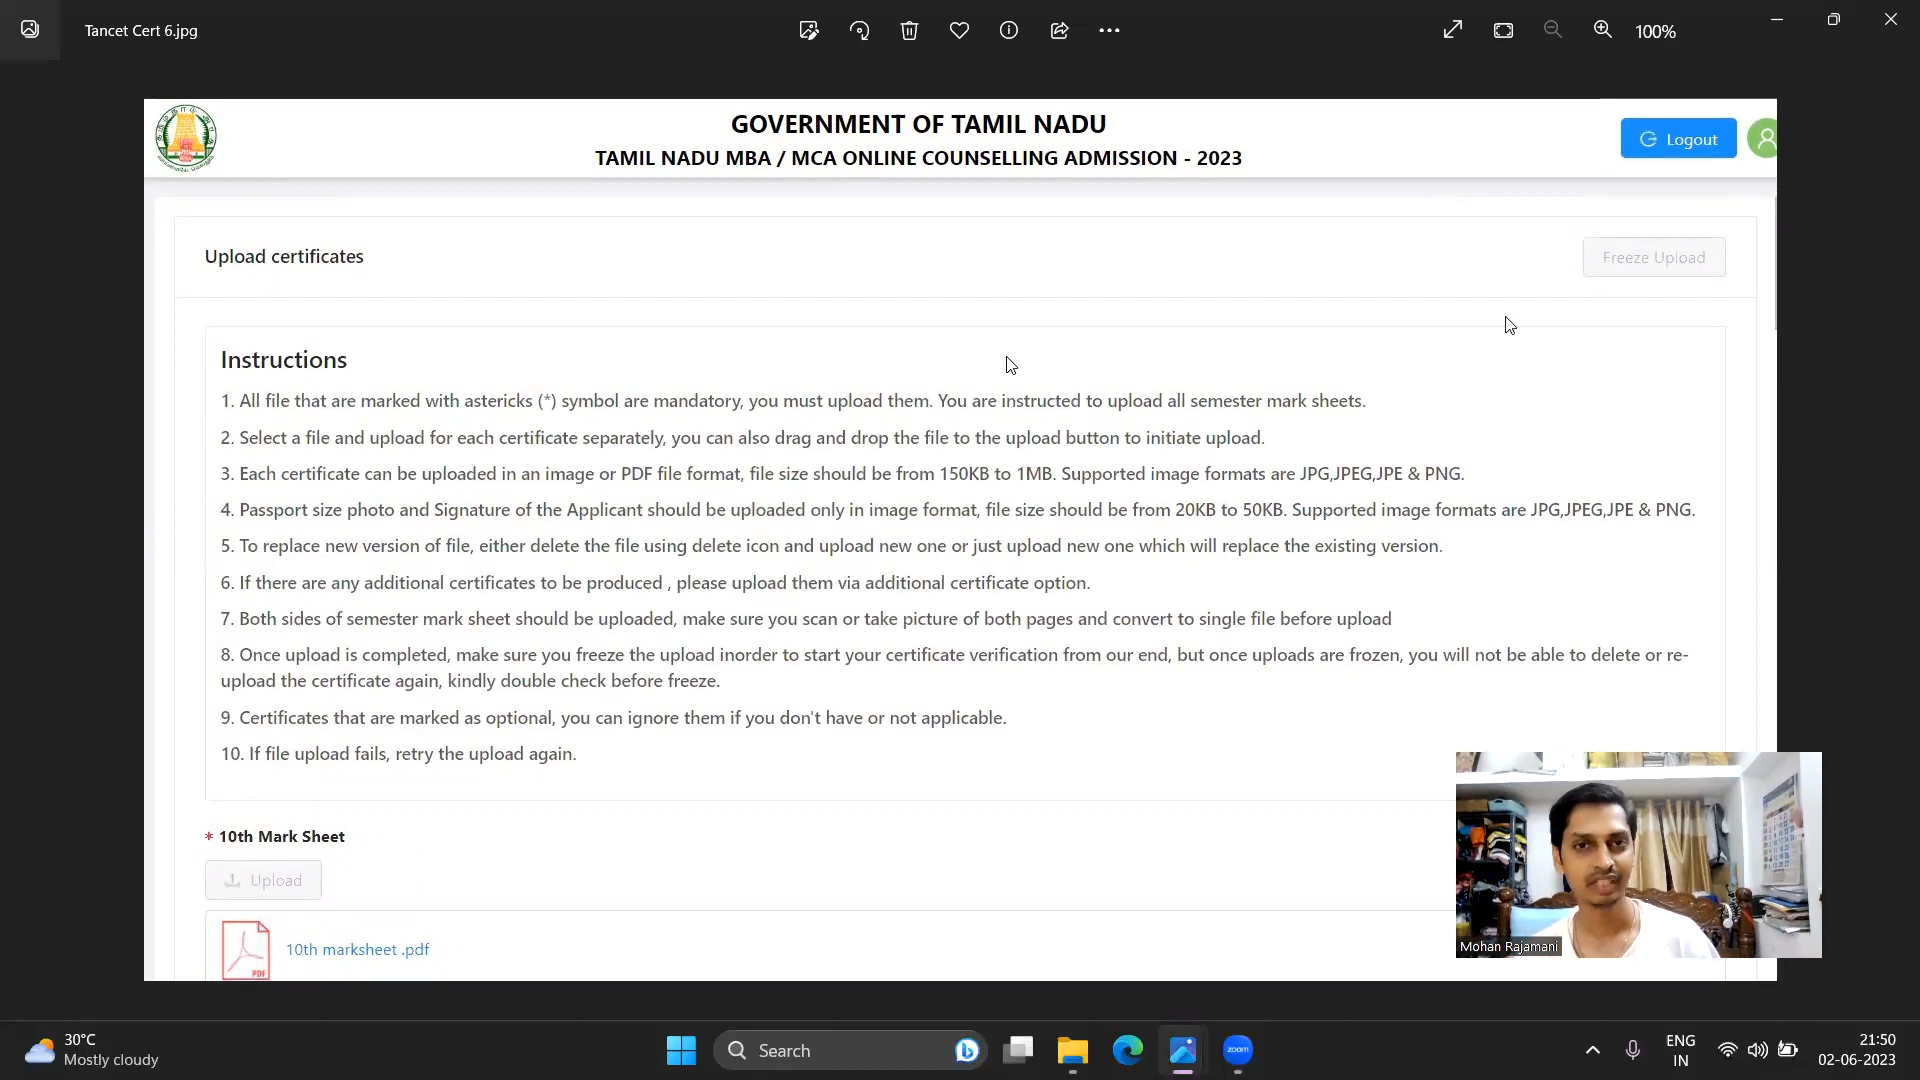 Tancet Cert 6.jpg
100%
GOVERNMENT OF TAMIL NADU
TAMIL NADU MBA / MCA ONLINE COUNSELLING ADMISSION - 2023
Logout
Upload certificates
Freeze Upload
Instructions
1. All file that are marked with astericks (*) symbol are mandatory, you must upload them. You are instructed to upload all semester mark sheets.
2. Select a file and upload for each certificate separately, you can also drag and drop the file to the upload button to initiate upload.
3. Each certificate can be uploaded in an image or PDF file format, file size should be from 150KB to 1MB. Supported image formats are JPG,JPEG,JPE & PNG.
4. Passport size photo and Signature of the Applicant should be uploaded only in image format, file size should be from 20KB to 50KB. Supported image formats are JPG,JPEG,JPE & PNG.
5. To replace new version of file, either delete the file using delete icon and upload new one or just upload new one which will replace the existing version.
6. If there are any additional certificates to be produced , please upload them via additional certificate option.
7. Both sides of semester mark sheet should be uploaded, make sure you scan or take picture of both pages and convert to single file before upload
8. Once upload is completed, make sure you freeze the upload inorder to start your certificate verification from our end, but once uploads are frozen, you will not be able to delete or re-
upload the certificate again, kindly double check before freeze.
9. Certificates that are marked as optional, you can ignore them if you don't have or not applicable.
10. If file upload fails, retry the upload again.
* 10th Mark Sheet
Upload
PDF
10th marksheet .pdf
Mohan Rajamani
30°C
Mostly cloudy
Search
zoom
ENG
IN
21:50
02-06-2023